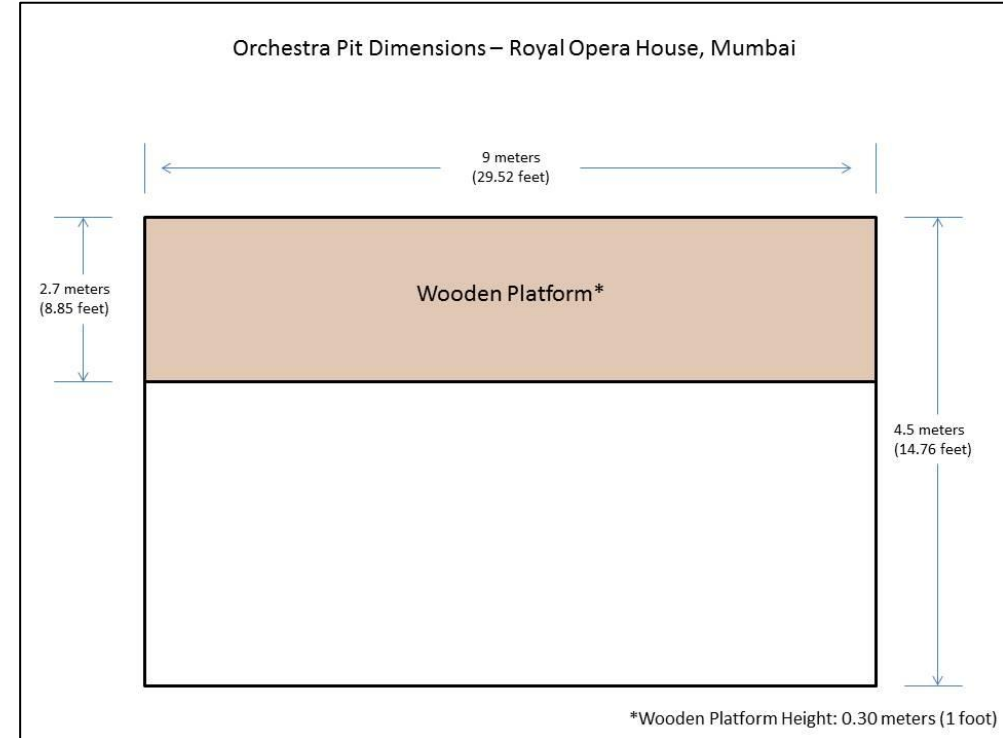 Orchestra Pit Dimensions – Royal Opera House, Mumbai
9 meters
(29.52 feet)
2.7 meters
(8.85 feet)
Wooden Platform*
4.5 meters
(14.76 feet)
*Wooden Platform Height: 0.30 meters (1 foot)